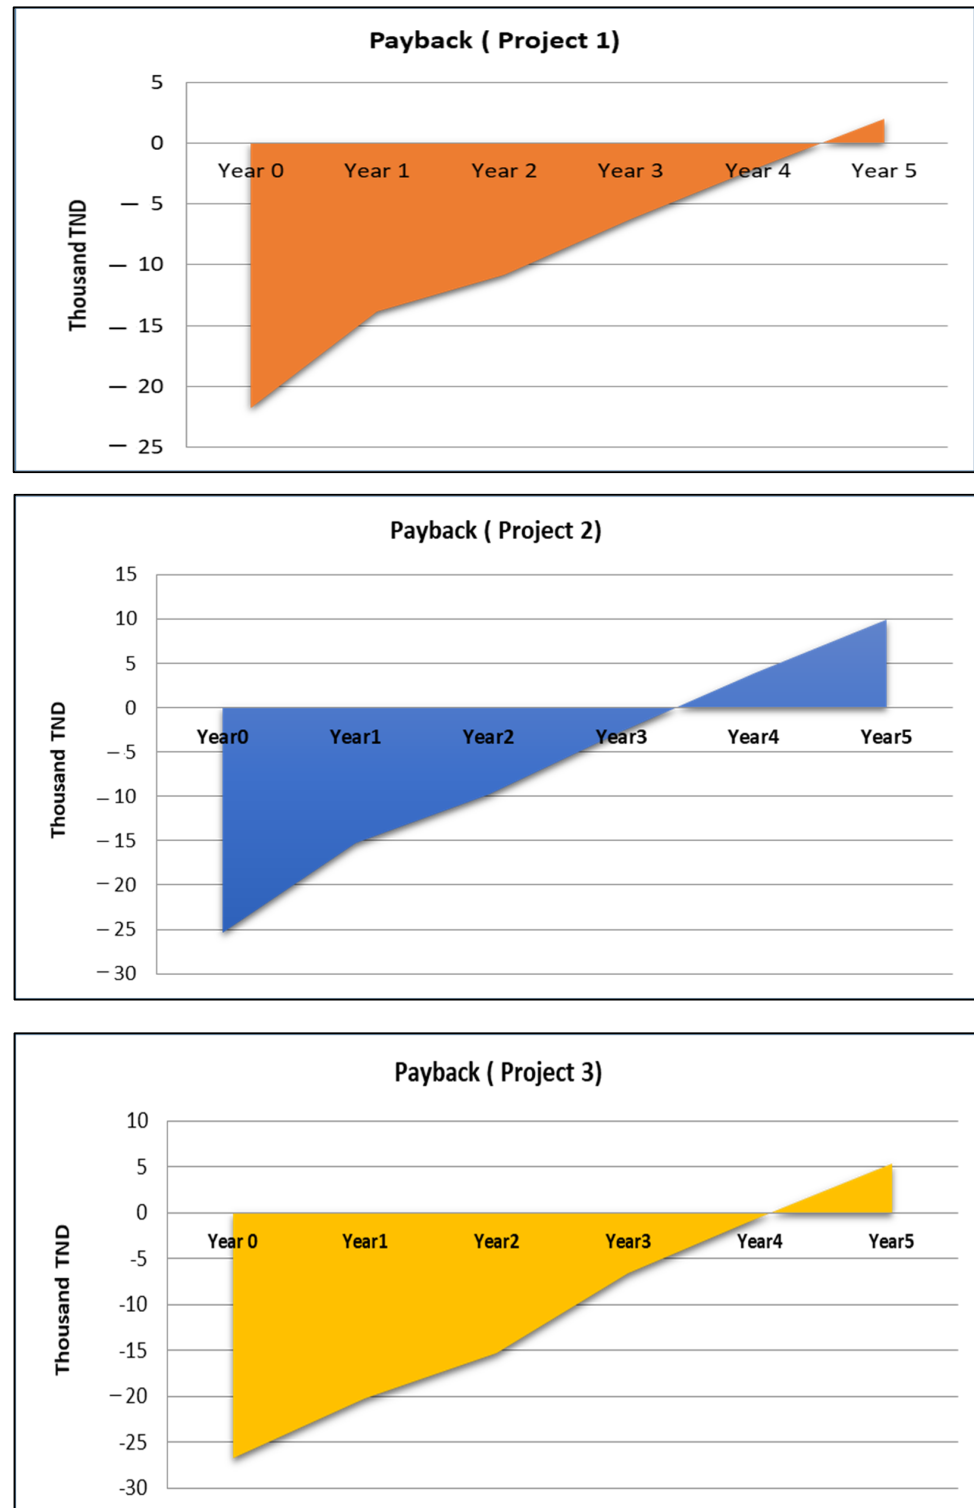 Payback ( Project 1)
5
0
Year 0 Year 1 Year 2 Year 3 Year 4 Year 5
— 5
— 10
— 15
— 20
— 25
Thousand TND
Payback ( Project 2)
15
10
5
0
Year0 Year1 Year2 Year3 Year4 Year5
–5
–10
–15
–20
–25
–30
Thousand TND
Payback ( Project 3)
10
5
0
Year 0 Year1 Year2 Year3 Year4 Year5
-5
-10
-15
–20
-25
-30
Thousand TND